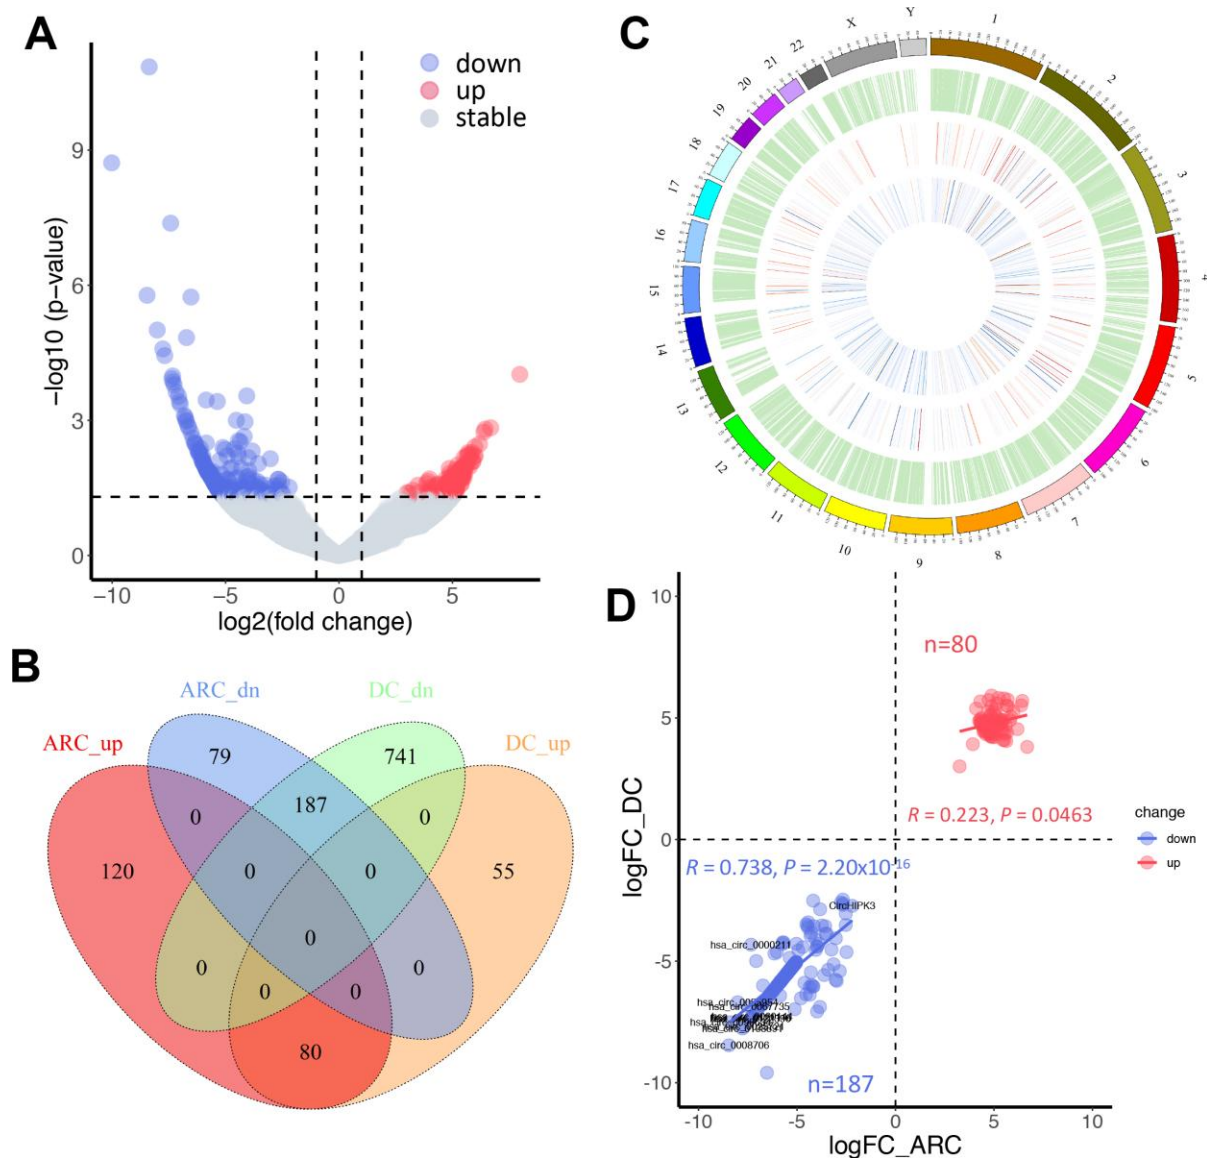 A
down
up
stable
9
6
3
0
−log10 (p−value)
−10
−5
0
5
log2(fold change)
B
ARC_dn
DC_dn
ARC_up
DC_up
79
741
0
187
0
120
0
0
55
0
0
0
0
0
80
C
1
2
3
4
5
6
7
8
9
10
11
12
13
14
15
16
17
18
19
20
21
22
X
Y
D
10
5
0
-5
-10
logFC_DC
n=80
R = 0.223, P = 0.0463
change
down
up
R = 0.738, P = 2.20x10-16
CircHIPK3
hsa_circ_0000211
hsa_circ_0008706
n=187
-10
-5
0
5
10
logFC_ARC